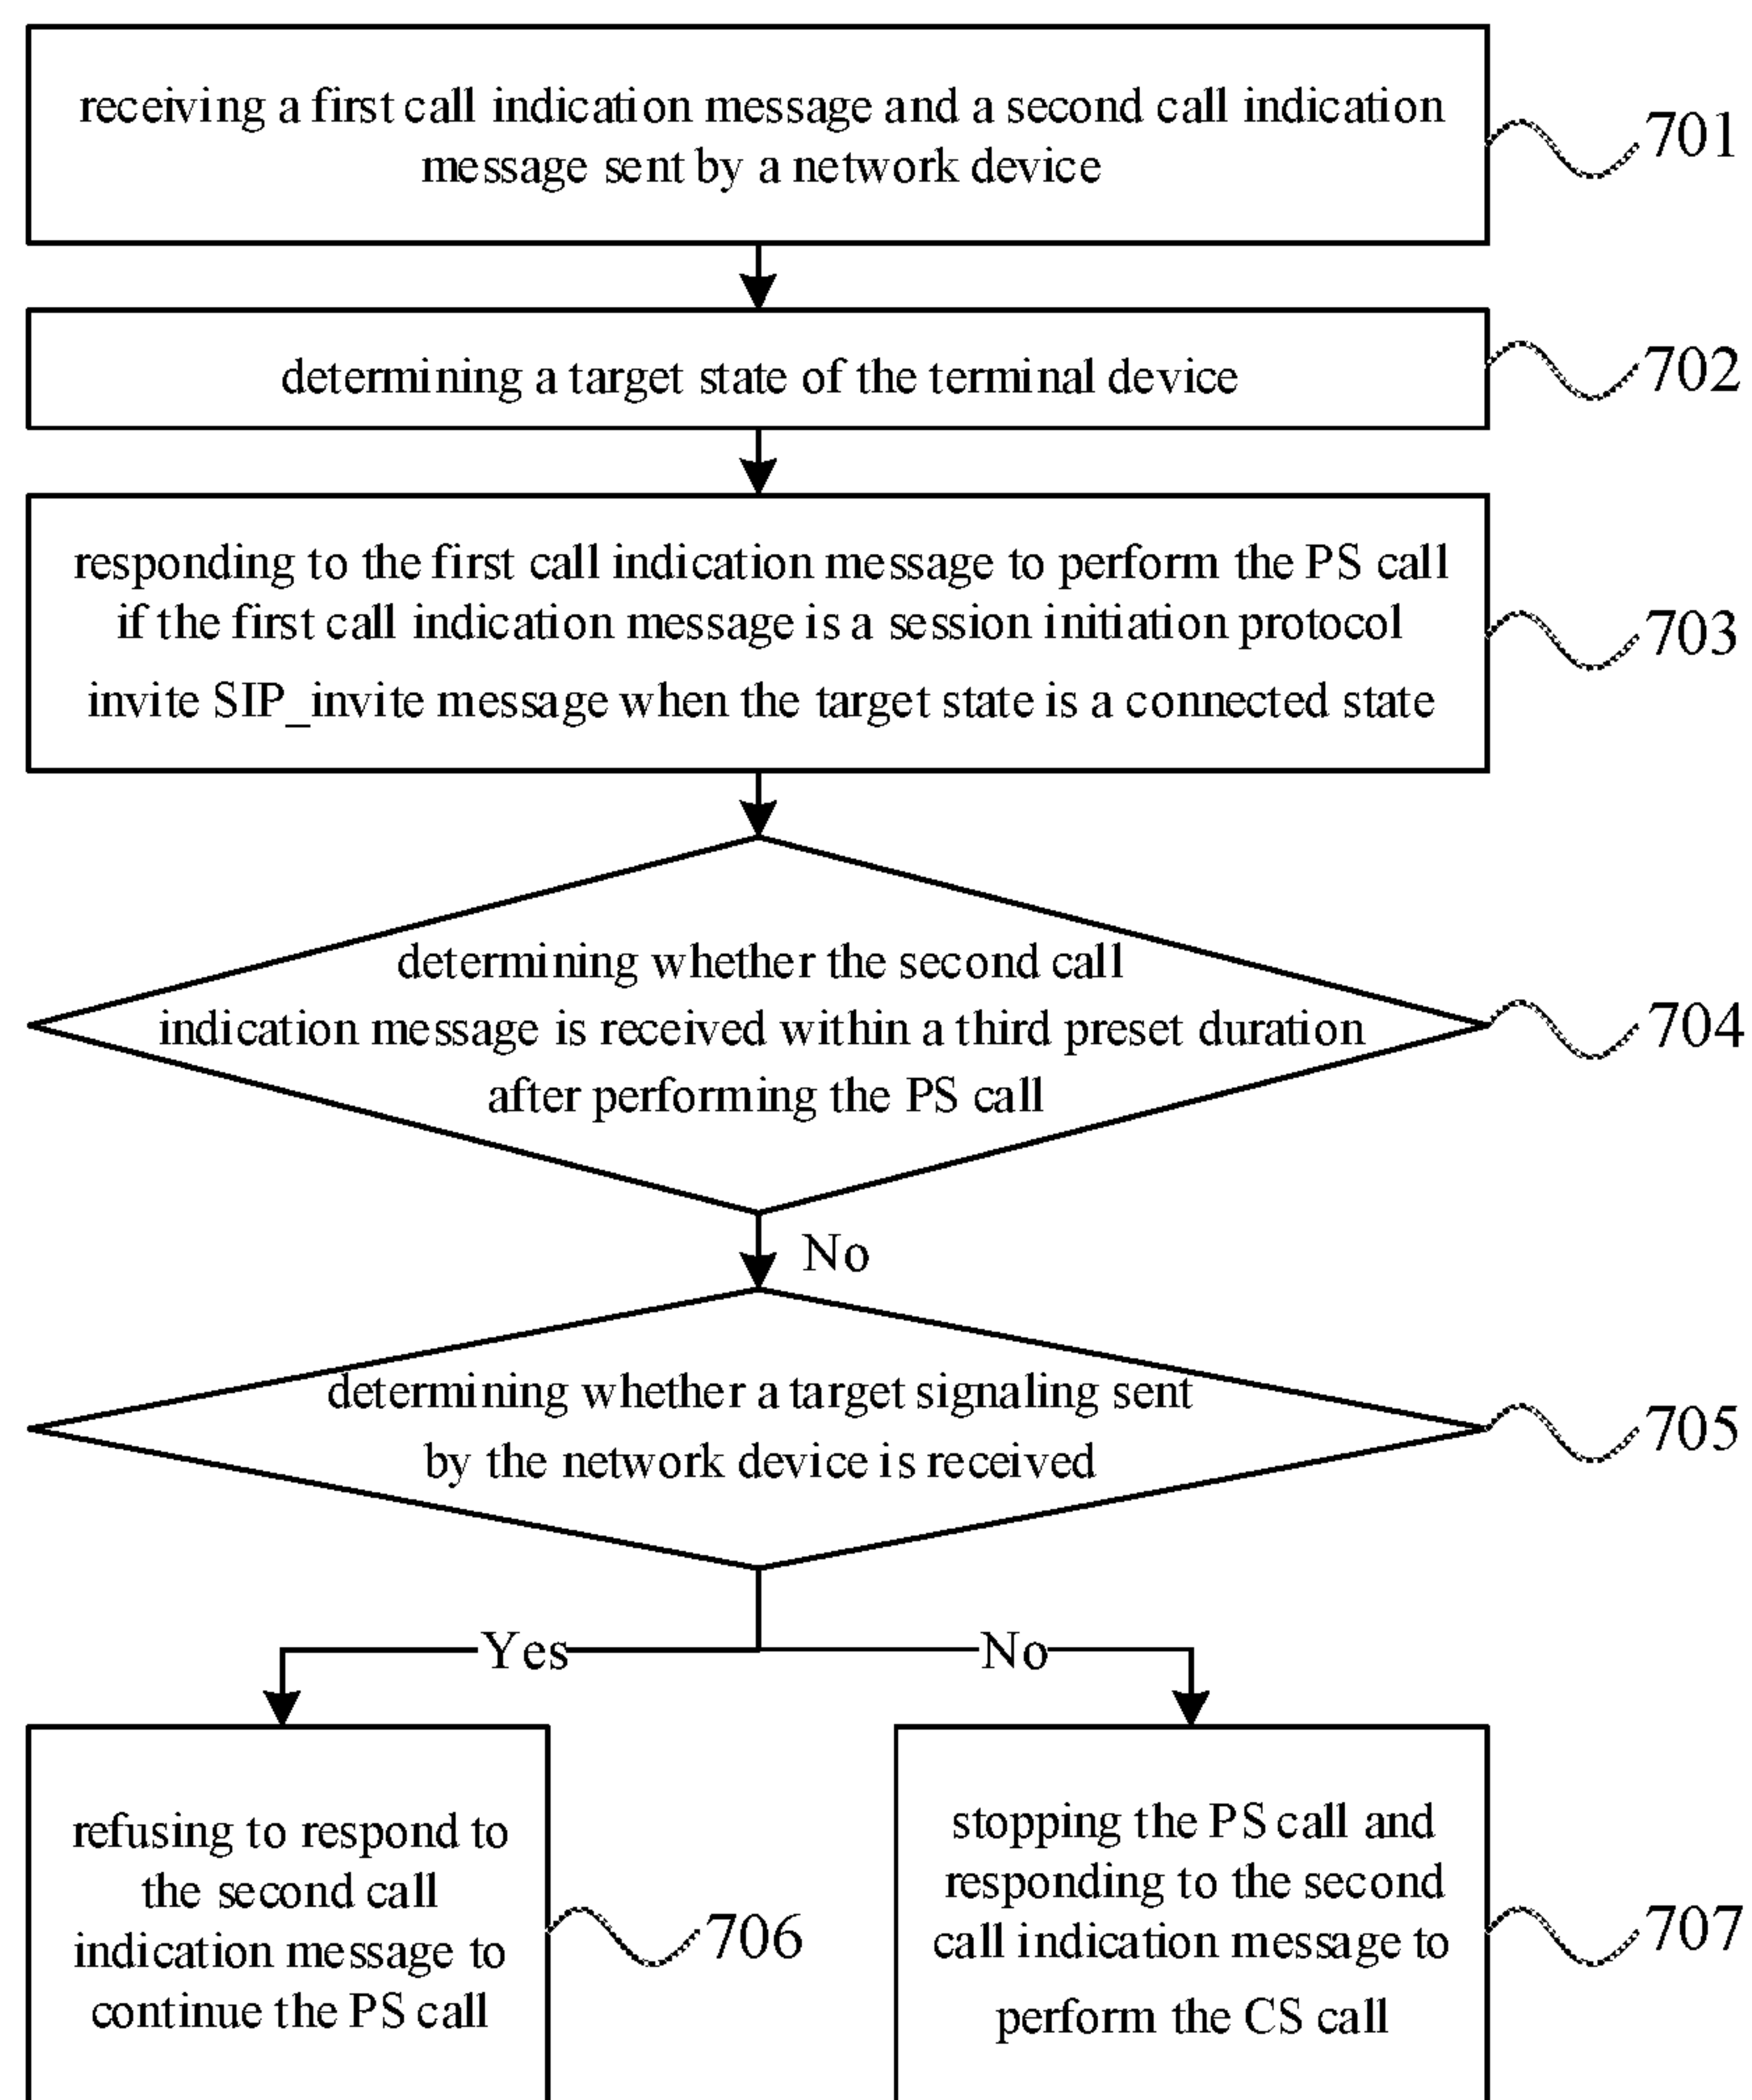 receiving a first call indication message and a second call indication
message sent by a network device
701
determining a target state of the terminal device
702
responding to the first call indication message to perform the PS call
if the first call indication message is a session initiation protocol
invite SIP_invite message when the target state is a connected state
703
determining whether the second call
indication message is received within a third preset duration
after performing the PS call
704
No
determining whether a target signaling sent
by the network device is received
705
Yes
No
refusing to respond to
the second call
indication message to
continue the PS call
706
stopping the PS call and
responding to the second
call indication message to
perform the CS call
707